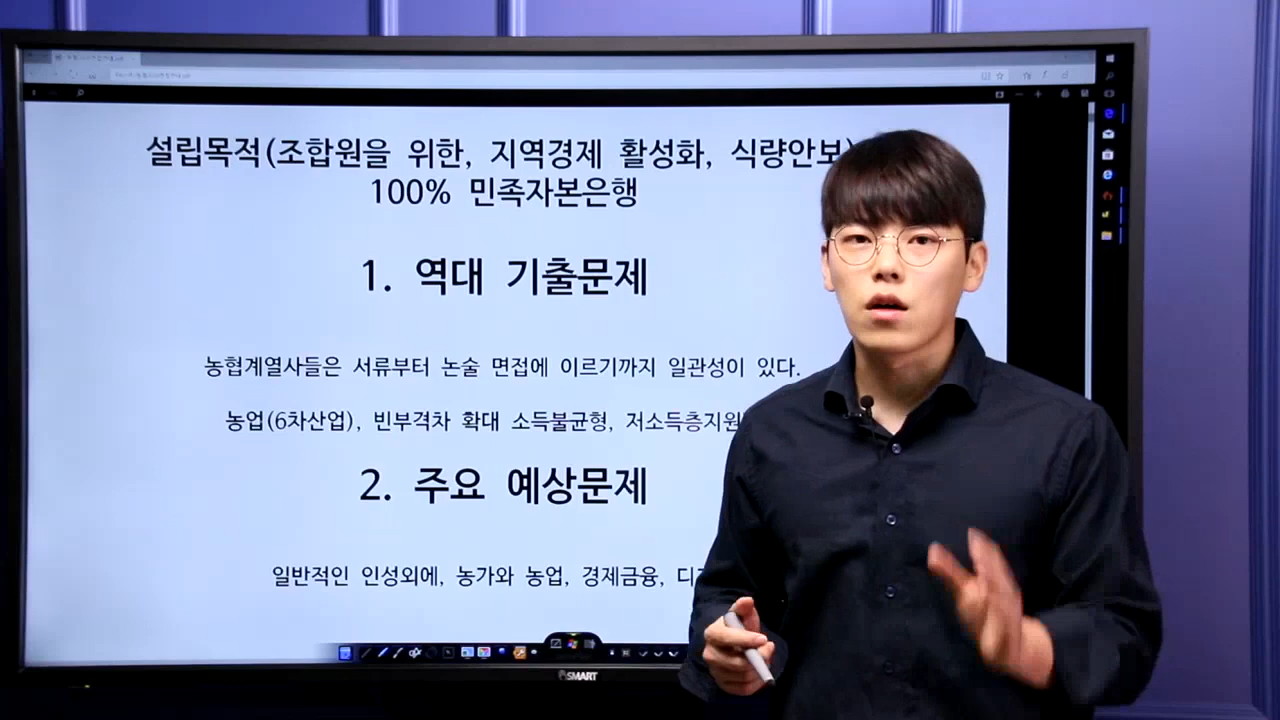 설립목적(조합원을 위한, 지역경제 활성화, 식량안보)
100% 민족자본은행
1. 역대 기출문제
농협계열사들은 서류부터 논술 면접에 이르기까지 일관성이 있다.
농업(6차산업), 빈부격차 확대 소득불균형, 저소득층지원
2. 주요 예상문제
일반적인 인성외에, 농가와 농업, 경제금융,
SMART